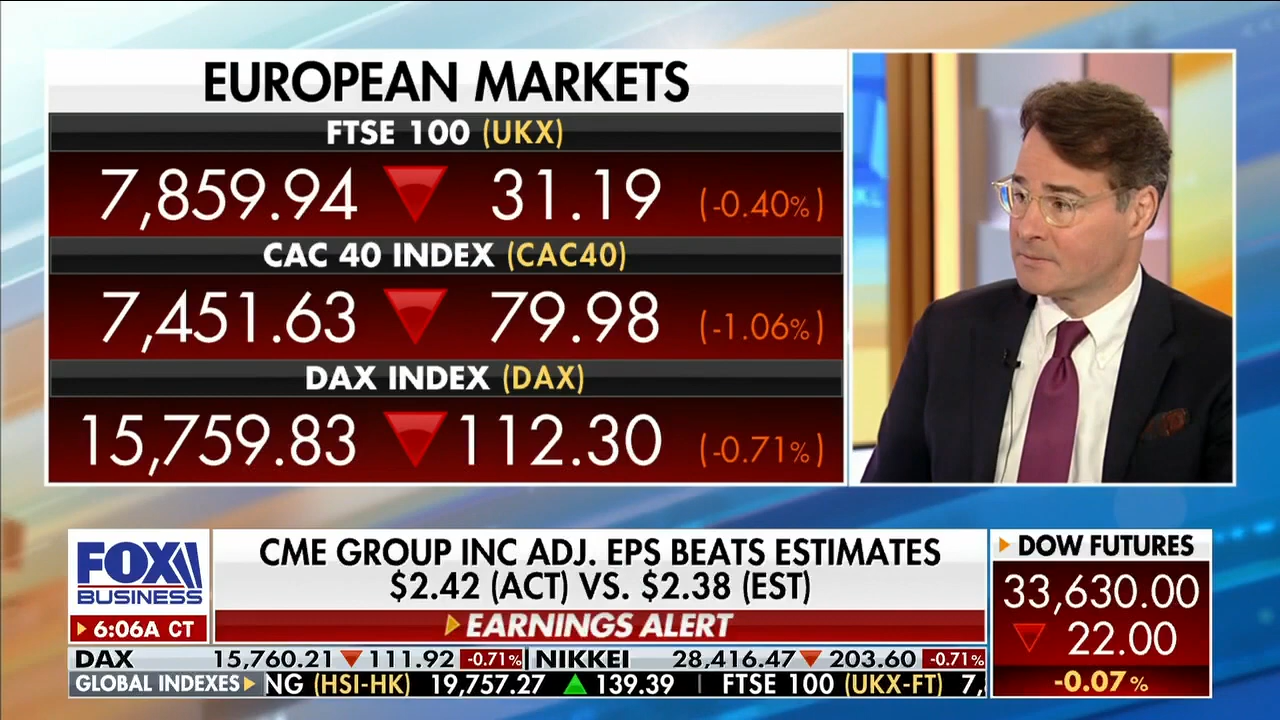 EUROPEAN MARKETS
FTSE 100 (UKX)
7,859.94 ▼ 31.19 (-0.40%)
CAC 40 INDEX (CAC40)
7,451.63 ▼ 79.98 (-1.06%)
DAX INDEX (DAX)
15,759.83 ▼ 112.30 (-0.71%)
FOX
BUSINESS
6:06A CT
CME GROUP INC ADJ. EPS BEATS ESTIMATES
$2.42 (ACT) VS. $2.38 (EST)
EARNINGS ALERT
DOW FUTURES
33,630.00
▼ 22.00
-0.07%
DAX 15,760.21 ▼ 111.92 -0.71% NIKKEI 28,416.47 ▼ 203.60 -0.71%
GLOBAL INDEXES NG (HSI-HK) 19,757.27 ▲ 139.39 | FTSE 100 (UKX-FT) 7,